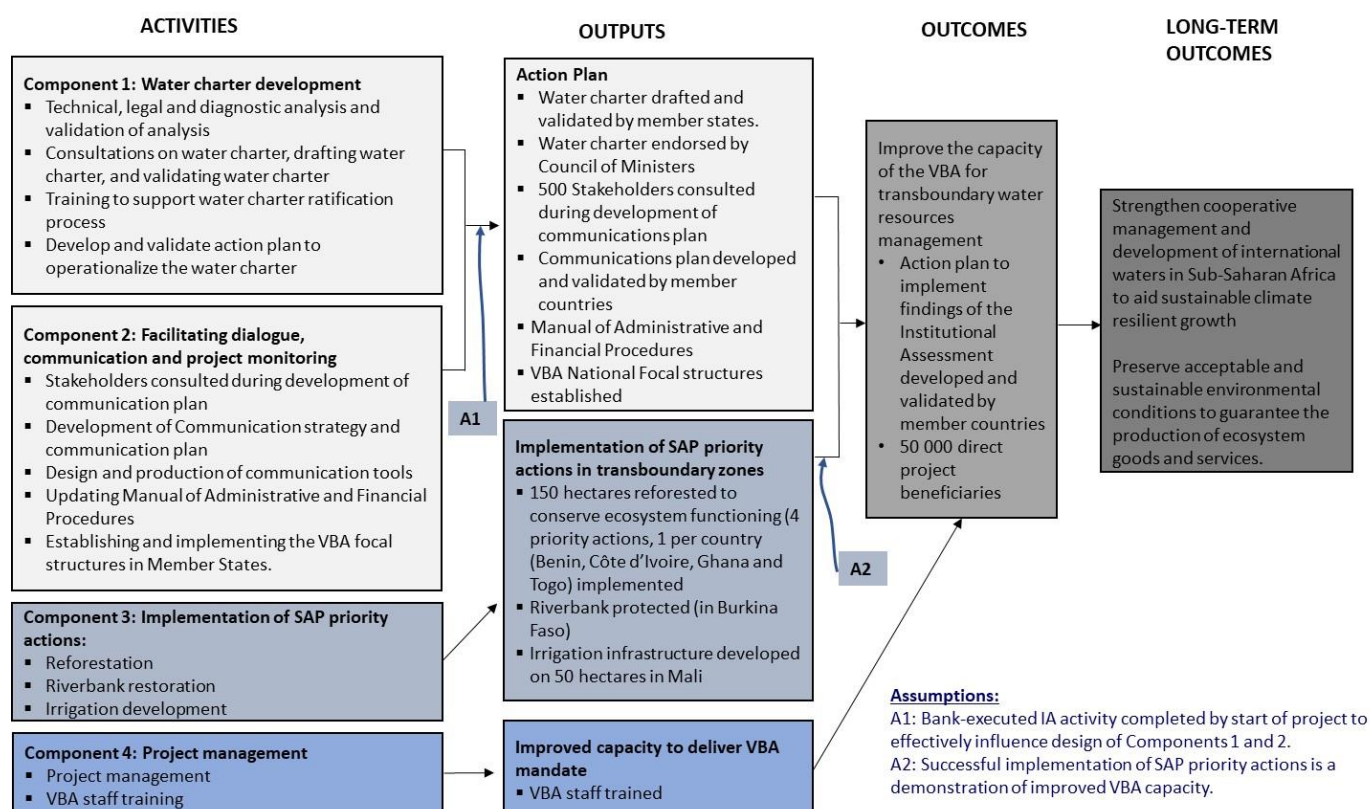 ACTIVITIES
OUTPUTS
OUTCOMES
LONG-TERM
OUTCOMES
Component 1: Water charter development
▪ Technical, legal and diagnostic analysis and
validation of analysis
▪ Consultations on water charter, drafting water
charter, and validating water charter
▪ Training to support water charter ratification
process
▪ Develop and validate action plan to
operationalize the water charter
Component 2: Facilitating dialogue,
communication and project monitoring
▪ Stakeholders consulted during development of
communication plan
▪ Development of Communication strategy and
communication plan
▪ Design and production of communication tools
▪ Updating Manual of Administrative and Financial
Procedures
▪ Establishing and implementing the VBA focal
structures in Member States.
Component 3: Implementation of SAP priority
actions:
▪ Reforestation
▪ Riverbank restoration
▪ Irrigation development
Component 4: Project management
▪ Project management
▪ VBA staff training
A1
Action Plan
▪ Water charter drafted and
validated by member states.
▪ Water charter endorsed by
Council of Ministers
▪ 500 Stakeholders consulted
during development of
communications plan
▪ Communications plan developed
and validated by member
countries
▪ Manual of Administrative and
Financial Procedures
▪ VBA National Focal structures
established
Implementation of SAP priority
actions in transboundary zones
▪ 150 hectares reforested to
conserve ecosystem functioning (4
priority actions, 1 per country
(Benin, Côte d’Ivoire, Ghana and
Togo) implemented
▪ Riverbank protected (in Burkina
Faso)
▪ Irrigation infrastructure developed
on 50 hectares in Mali
Improved capacity to deliver VBA
mandate
▪ VBA staff trained
A2
Improve the capacity
of the VBA for
transboundary water
resources
management
• Action plan to
implement
findings of the
Institutional
Assessment
developed and
validated by
member countries
• 50 000 direct
project
beneficiaries
Strengthen cooperative
management and
development of international
waters in Sub-Saharan Africa
to aid sustainable climate
resilient growth
Preserve acceptable and
sustainable environmental
conditions to guarantee the
production of ecosystem
goods and services.
Assumptions:
A1: Bank-executed IA activity completed by start of project to
effectively influence design of Components 1 and 2.
A2: Successful implementation of SAP priority actions is a
demonstration of improved VBA capacity.